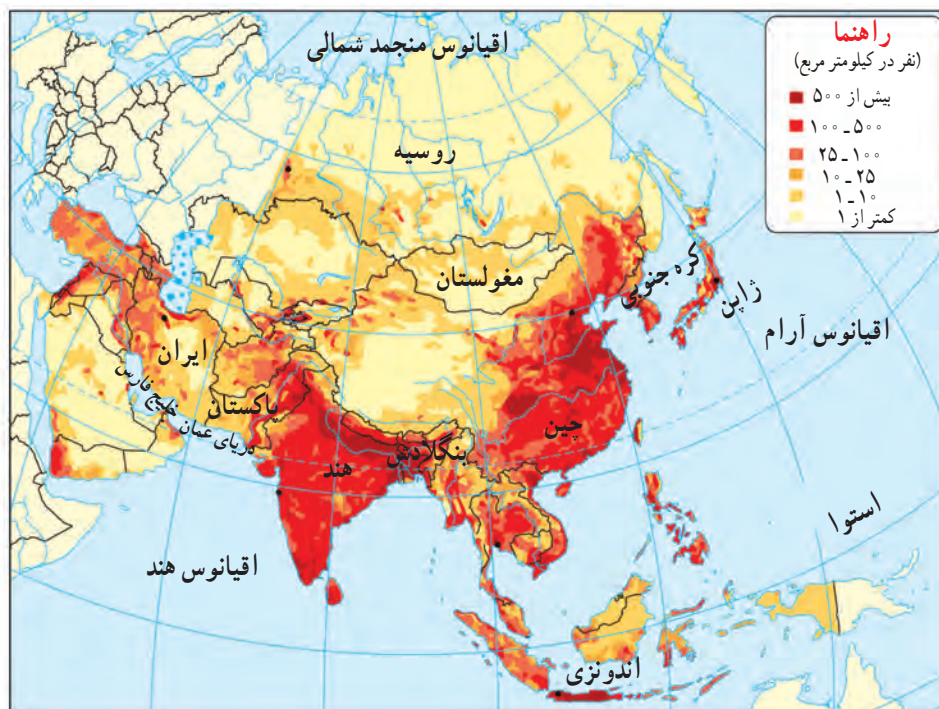 اقیانوس منجمد شمالی
راهنما
(نفر در کیلومتر مربع)
بیش از ۵۰۰
۱۰۰ ـ ۵۰۰
۲۵ ـ ۱۰۰
۱۰ ـ ۲۵
۱ ـ ۱۰
کمتر از ۱
روسیه
مغولستان
کره جنوبی
ژاپن
اقیانوس آرام
ایران
خلیج فارس
دریای عمان
پاکستان
هند
بنگلادش
چین
استوا
اقیانوس هند
اندونزی